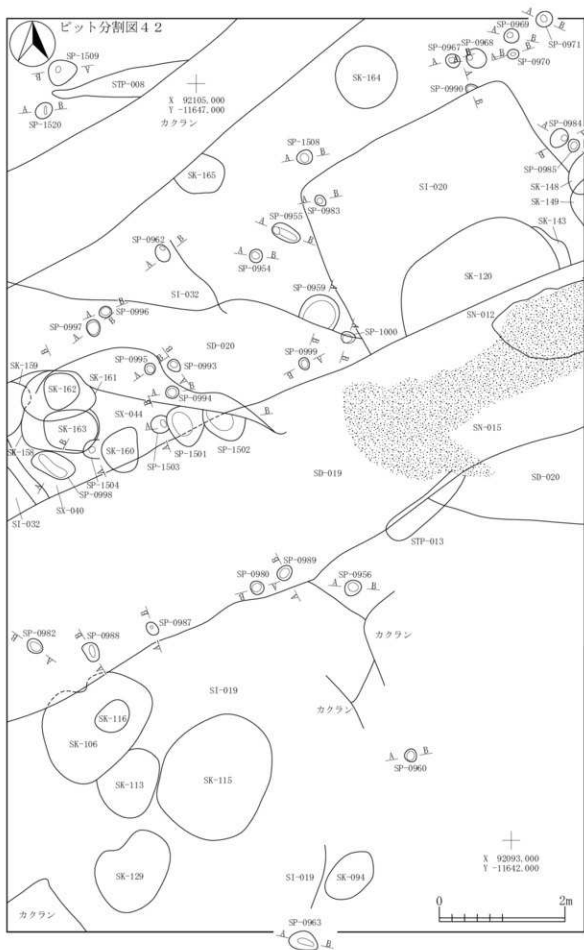 ピット分割図42
SP-1509
STP-008
A B
SP-1520
X 92105.000
Y -11647.000
カクラン
SK-164
SP-0969
SP-0971
SP-0967
SP-0968
SP-0970
SP-0990
SP-0984
SP-0985
SK-148
SK-149
SK-143
SP-1508
SK-165
SI-020
SP-0983
SP-0955
SP-0962
SP-0954
SK-120
SI-032
SP-0959
SN-012
SP-0996
SP-0997
SD-020
SP-1000
SP-0999
SK-159
SK-161
SP-0995
SP-0993
SK-162
SP-0994
SX-044
SK-163
SN-015
SK-158
SK-160
SP-1501
SP-1502
SP-1503
SP-1504
SP-0998
SX-040
SI-032
SD-019
SD-020
STP-013
SP-0989
SP-0980
SP-0956
SP-0987
SP-0982
SP-0988
カクラン
SI-019
カクラン
SK-116
SK-106
SP-0960
A B
SK-113
SK-115
SK-129
X 92093.000
Y -11642.000
SI-019
SK-094
カクラン
0 2m
SP-0963
A B